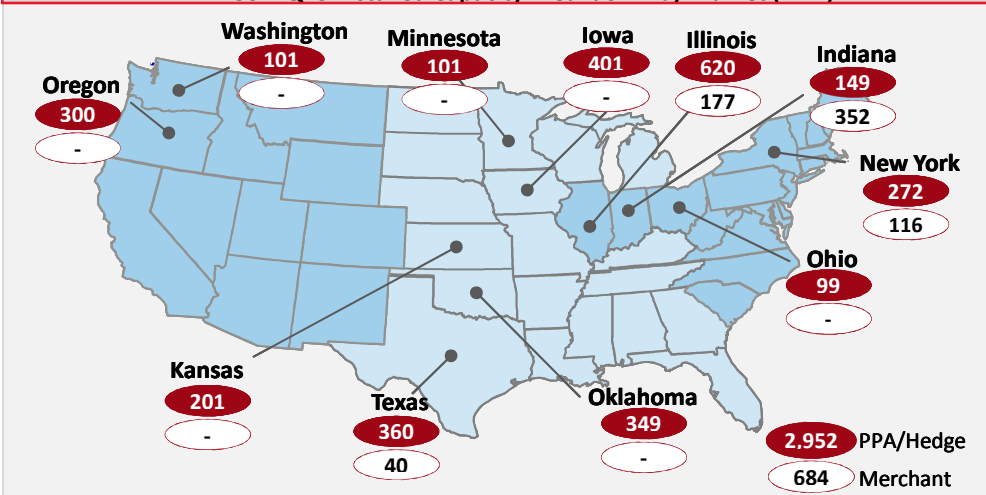 Washington
101
-
Minnesota
101
-
Iowa
401
-
Illinois
620
177
Indiana
149
352
Oregon
300
-
New York
272
116
Ohio
99
-
Kansas
201
-
Texas
360
40
Oklahoma
349
-
2,952 PPA/Hedge
684 Merchant